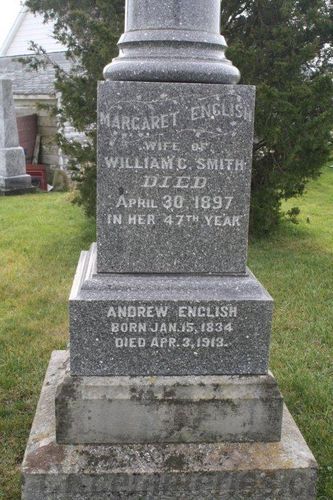 MARGARET ENGLISH
WIFE OF
WILLIAM C. SMITH
DIED
APRIL 30, 1897
IN HER 47TH YEAR
ANDREW ENGLISH
BORN JAN. 15, 1834
DIED APR. 3, 1913.